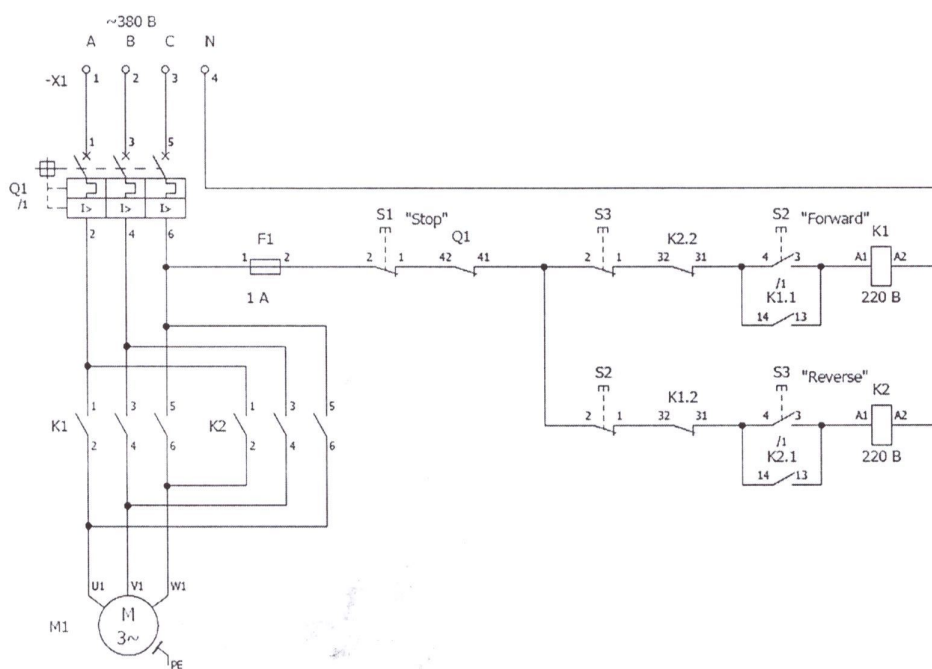 ~380 В
A B C N
-X1 1 2 3 4
1 3 5
Q1
/1
I> I> I>
2 4 6
S1 "Stop" Q1 S3 K2.2 S2 "Forward" K1
F1
1 2 2 1 42 41 2 1 32 31 4 3 A1 A2
1 A
/1
K1.1
220 В
14 13
S2 K1.2 S3 "Reverse" K2
2 1 32 31 4 3 A1 A2
/1
K2.1
220 В
14 13
K1 1 3 5 K2 1 3 5
2 4 6 2 4 6
U1 V1 W1
M1
M
3~
PE